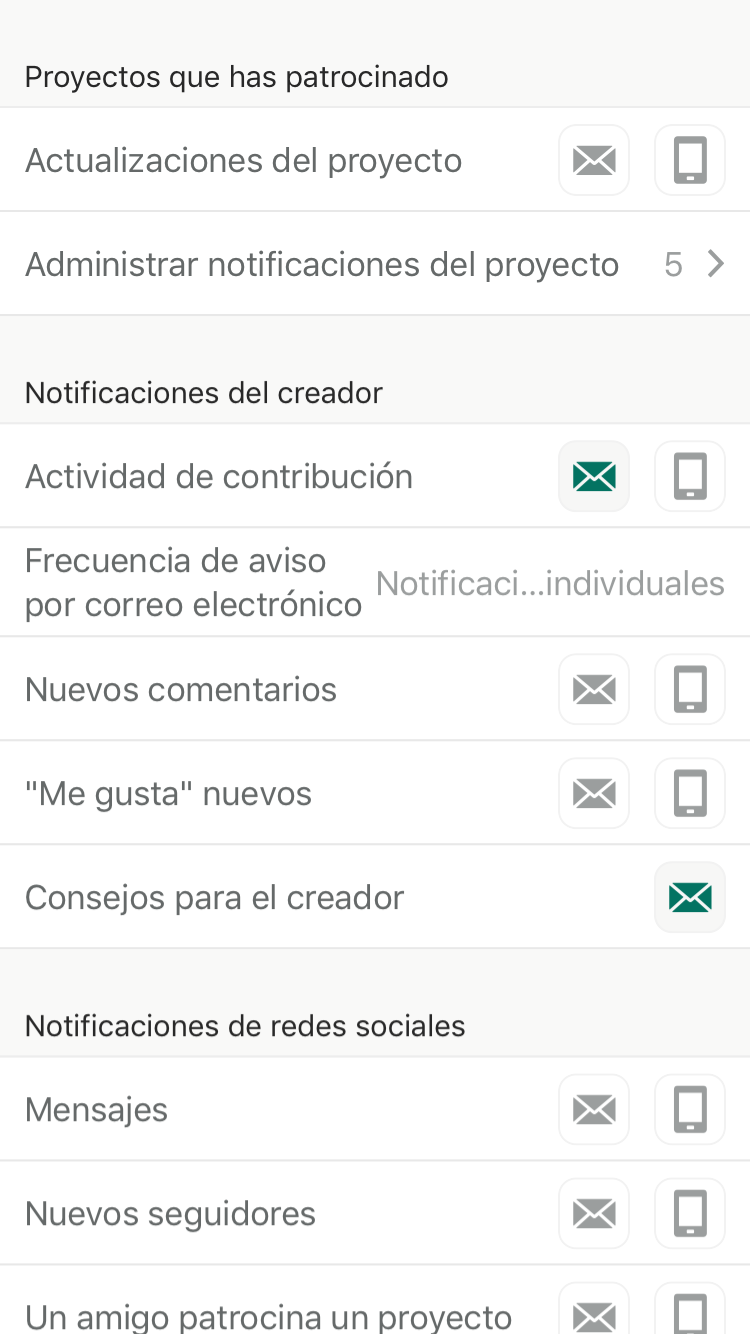 Proyectos que has patrocinado
Actualizaciones del proyecto
Administrar notificaciones del proyecto 5
Notificaciones del creador
Actividad de contribución
Frecuencia de aviso
por correo electrónico
Notificaci...individuales
Nuevos comentarios
"Me gusta" nuevos
Consejos para el creador
Notificaciones de redes sociales
Mensajes
Nuevos seguidores
Un amigo patrocina un proyecto